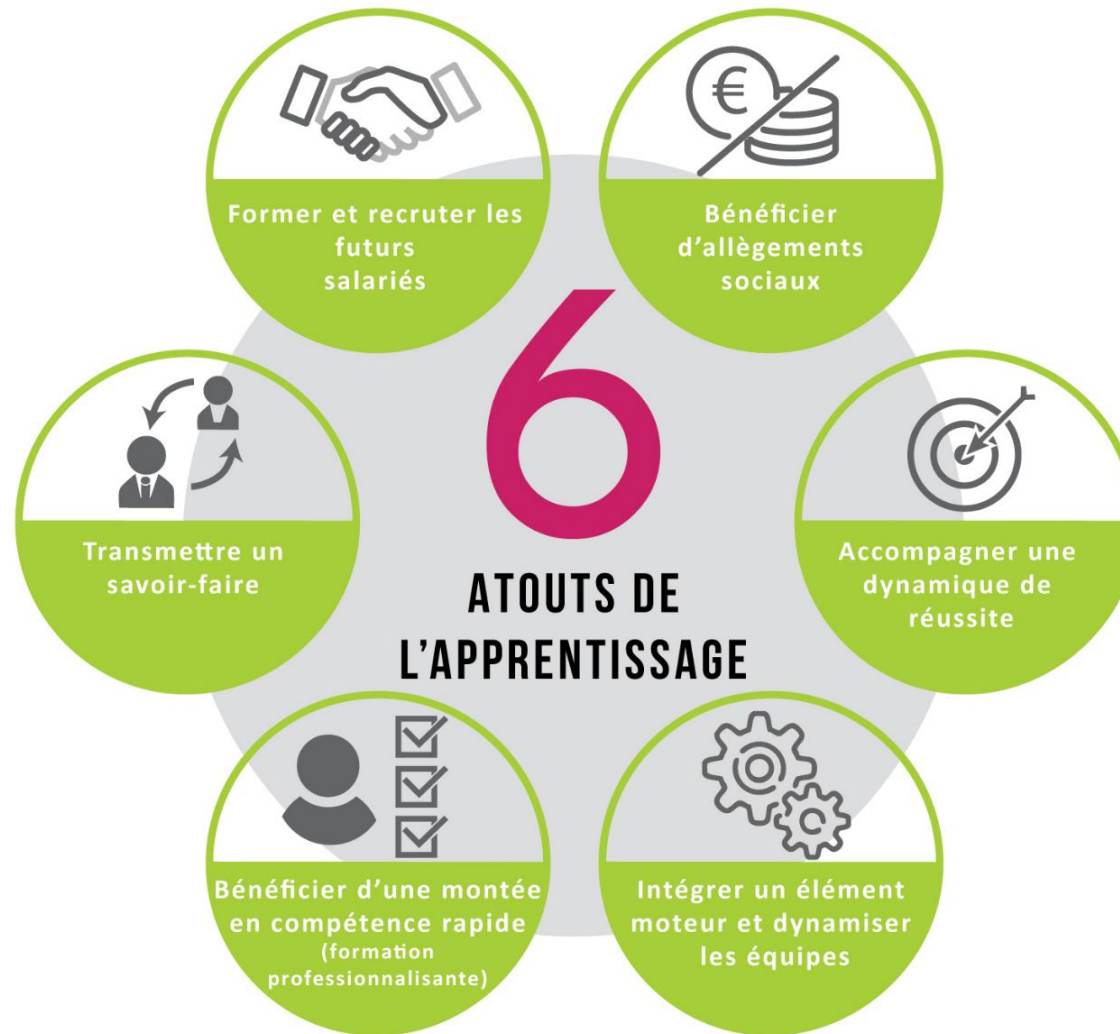 Former et recruter les
futurs
salariés
€
Bénéficier
d'allègements
sociaux
Transmettre un
savoir-faire
6
ATOUTS DE
L'APPRENTISSAGE
Accompagner une
dynamique de
réussite
Bénéficier d'une montée
en compétence rapide
(formation
professionnalisante)
Intégrer un élément
moteur et dynamiser
les équipes